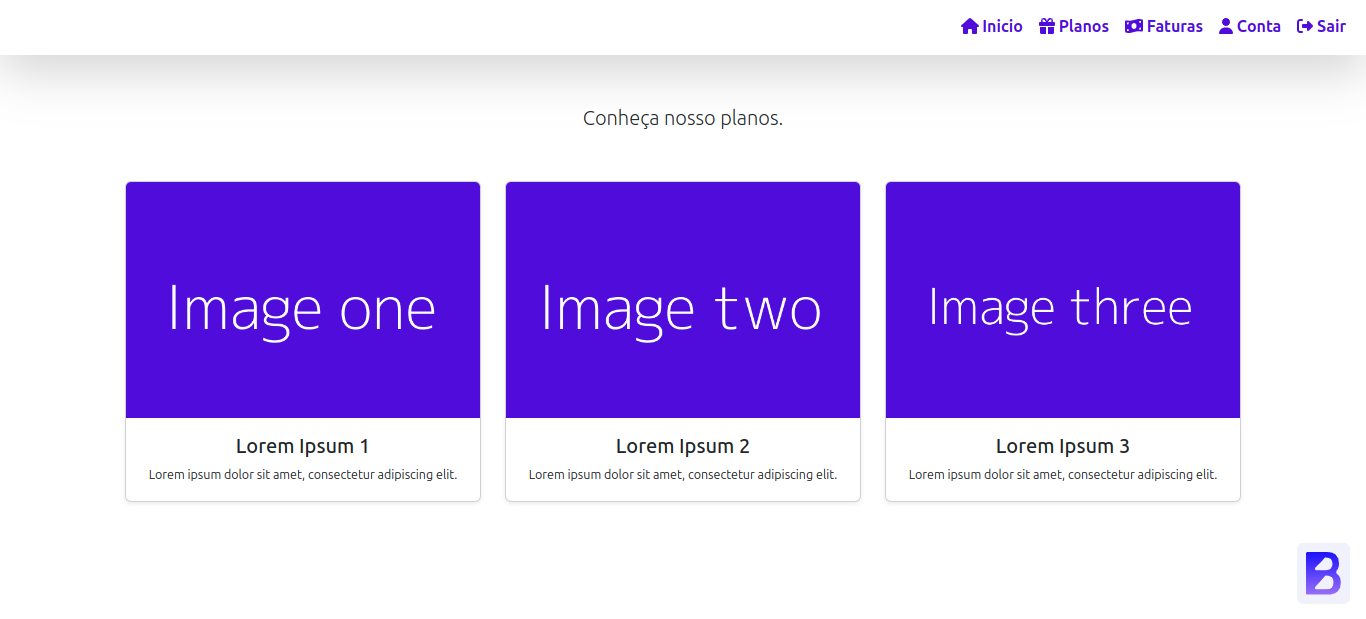 Inicio Planos Faturas Conta Sair
Conheça nosso planos.
Image one
Image two
Image three
Lorem Ipsum 1
Lorem ipsum dolor sit amet, consectetur adipiscing elit.
Lorem Ipsum 2
Lorem ipsum dolor sit amet, consectetur adipiscing elit.
Lorem Ipsum 3
Lorem ipsum dolor sit amet, consectetur adipiscing elit.
B